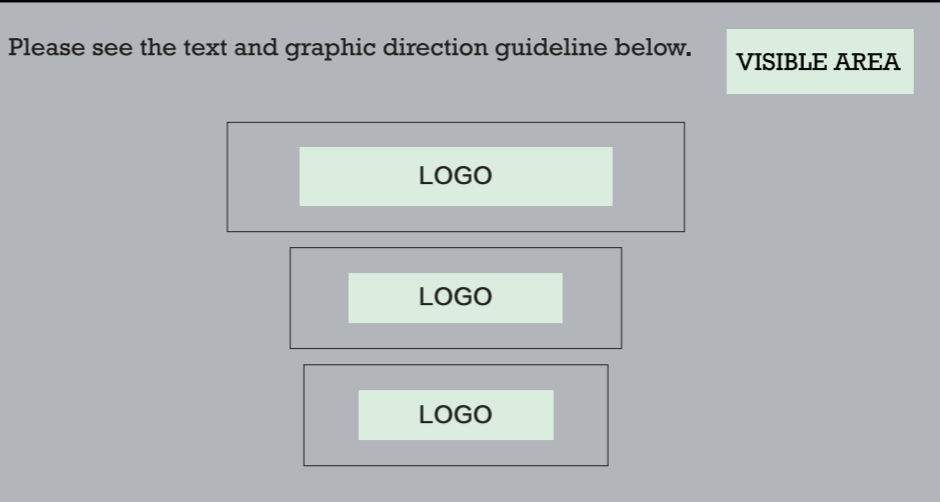 Please see the text and graphic direction guideline below.
VISIBLE AREA
LOGO
LOGO
LOGO